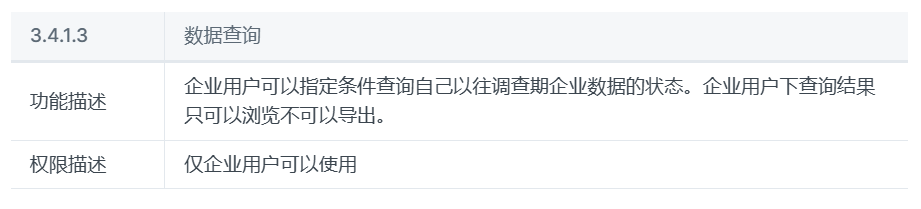 3.4.1.3 数据查询
功能描述 企业用户可以指定条件查询自己以往调查期企业数据的状态。企业用户下查询结果
只可以浏览不可以导出。
权限描述 仅企业用户可以使用